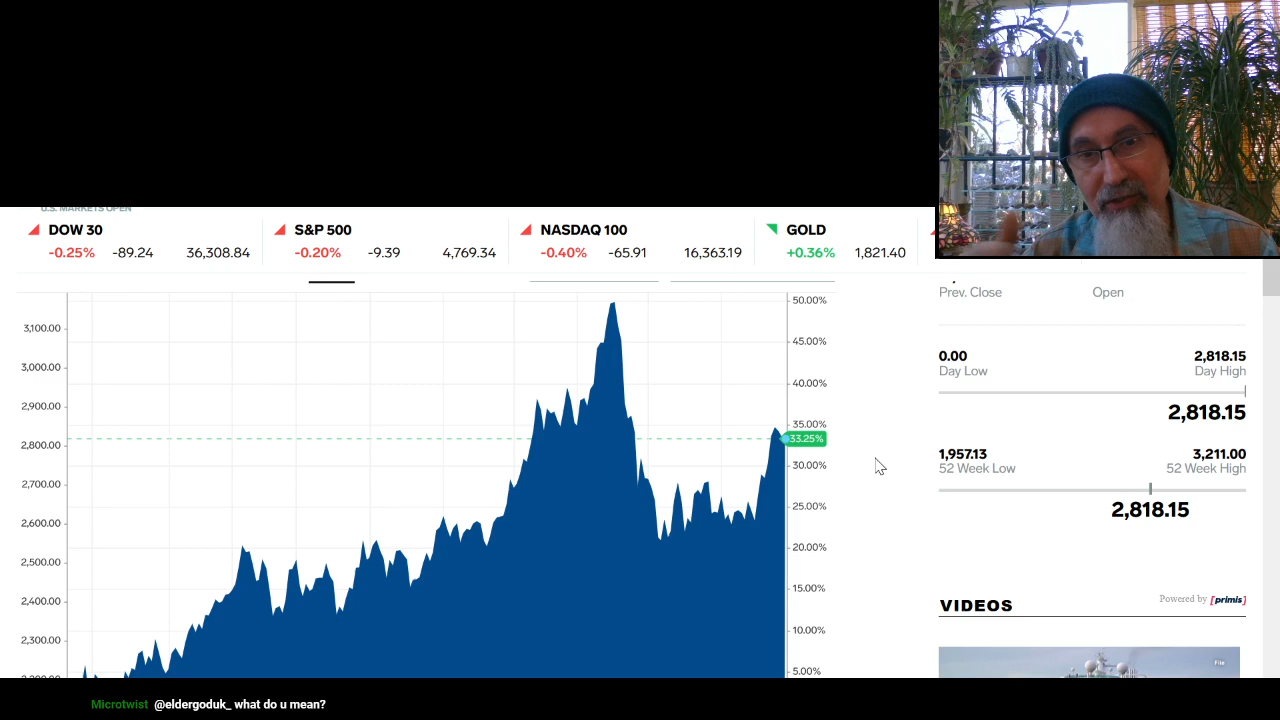 U.S. MARKETS OPEN
DOW 30
-0.25% -89.24 36,308.84
S&P 500
-0.20% -9.39 4,769.34
NASDAQ 100
-0.40% -65.91 16,363.19
GOLD
+0.36% 1,821.40
3,100.00
3,000.00
2,900.00
2,800.00
2,700.00
2,600.00
2,500.00
2,400.00
2,300.00
2,200.00
50.00%
45.00%
40.00%
35.00%
33.25%
30.00%
25.00%
20.00%
15.00%
10.00%
5.00%
Prev. Close Open
0.00 2,818.15
Day Low Day High
2,818.15
1,957.13 3,211.00
52 Week Low 52 Week High
2,818.15
VIDEOS
Powered by [primis]
File
Microtwist @eldergoduk_ what do u mean?